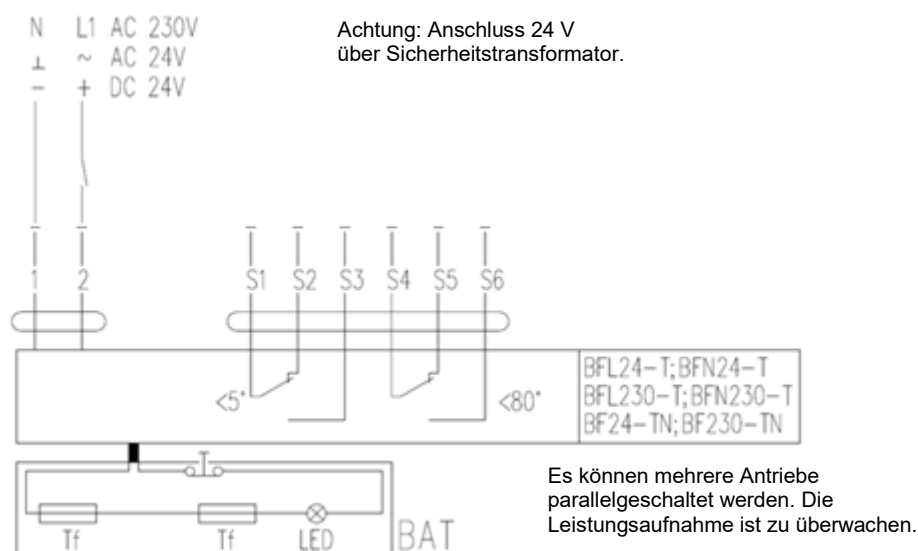 N L1 AC 230V
⊥ ~ AC 24V
− + DC 24V
Achtung: Anschluss 24 V
über Sicherheitstransformator.
1 2 S1 S2 S3 S4 S5 S6
<5° <80°
BFL24-T;BFN24-T
BFL230-T;BFN230-T
BF24-TN;BF230-TN
Tf Tf LED BAT
Es können mehrere Antriebe
parallelgeschaltet werden. Die
Leistungsaufnahme ist zu überwachen.